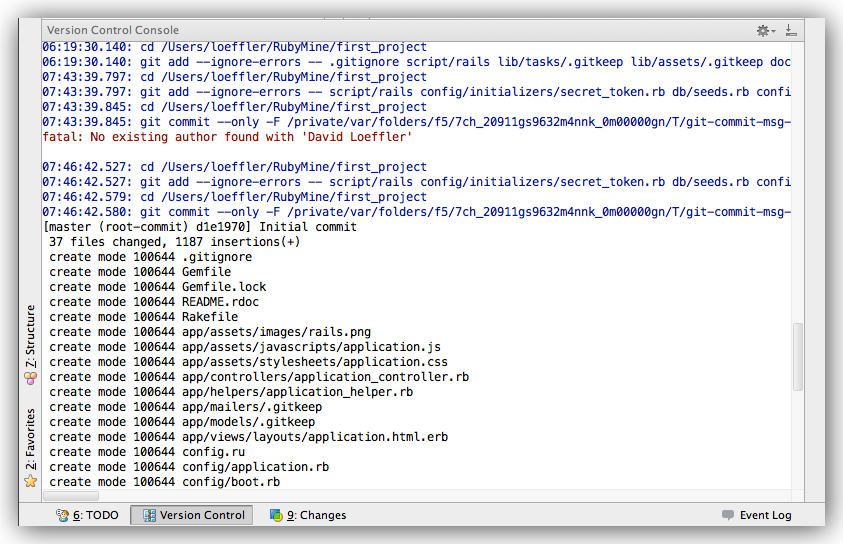 Version Control Console
06:19:30.140: cd /Users/loeffler/RubyMine/first_project
06:19:30.140: git add --ignore-errors -- .gitignore script/rails lib/tasks/.gitkeep lib/assets/.gitkeep doc
07:43:39.797: cd /Users/loeffler/RubyMine/first_project
07:43:39.797: git add --ignore-errors -- script/rails config/initializers/secret_token.rb db/seeds.rb confi
07:43:39.845: cd /Users/loeffler/RubyMine/first_project
07:43:39.845: git commit --only -F /private/var/folders/f5/7ch_20911gs9632m4nnk_0m00000gn/T/git-commit-msg-
fatal: No existing author found with 'David Loeffler'
07:46:42.527: cd /Users/loeffler/RubyMine/first_project
07:46:42.527: git add --ignore-errors -- script/rails config/initializers/secret_token.rb db/seeds.rb confi
07:46:42.579: cd /Users/loeffler/RubyMine/first_project
07:46:42.580: git commit --only -F /private/var/folders/f5/7ch_20911gs9632m4nnk_0m00000gn/T/git-commit-msg-
[master (root-commit) d1e1970] Initial commit
37 files changed, 1187 insertions(+)
create mode 100644 .gitignore
create mode 100644 Gemfile
create mode 100644 Gemfile.lock
create mode 100644 README.rdoc
create mode 100644 Rakefile
create mode 100644 app/assets/images/rails.png
create mode 100644 app/assets/javascripts/application.js
create mode 100644 app/assets/stylesheets/application.css
create mode 100644 app/controllers/application_controller.rb
create mode 100644 app/helpers/application_helper.rb
create mode 100644 app/mailers/.gitkeep
create mode 100644 app/models/.gitkeep
create mode 100644 app/views/layouts/application.html.erb
create mode 100644 config.ru
create mode 100644 config/application.rb
create mode 100644 config/boot.rb
7: Structure
2: Favorites
6: TODO
Version Control
9: Changes
Event Log